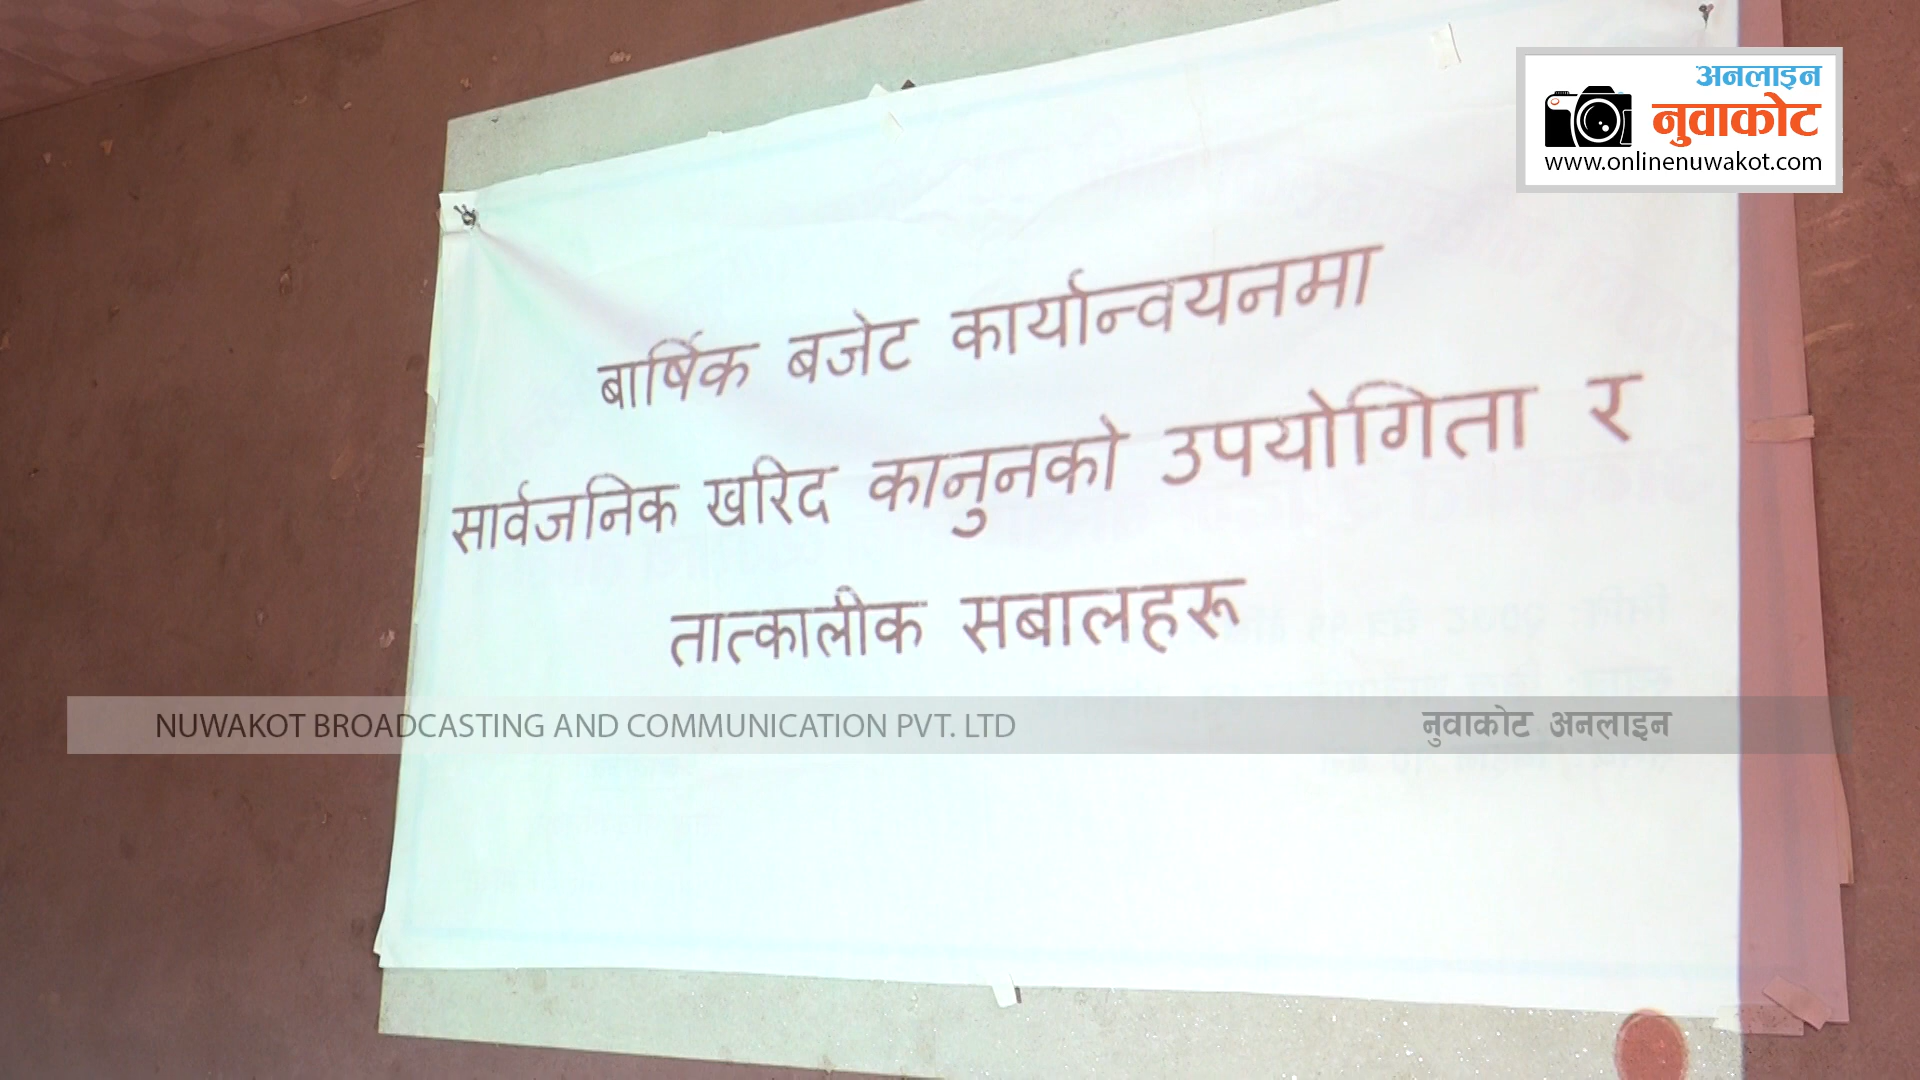 अनलाइन
नुवाकोट
www.onlinenuwakot.com
बार्षिक बजेट कार्यान्वयनमा
सार्वजनिक खरिद कानुनको उपयोगिता र
तात्कालीक सबालहरू
NUWAKOT BROADCASTING AND COMMUNICATION PVT. LTD
नुवाकोट अनलाइन